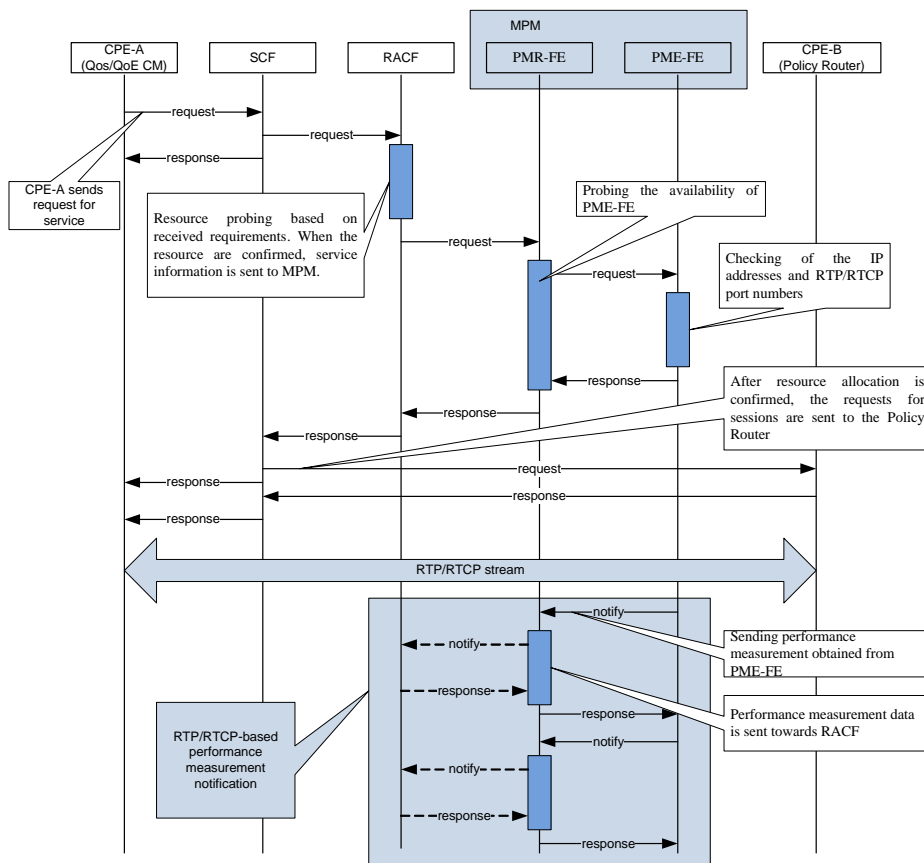 MPM
CPE-A
(Qos/QoE CM)
SCF
RACF
PMR-FE
PME-FE
CPE-B
(Policy Router)
request
request
response
CPE-A sends
request for
service
Resource probing based on
received requirements. When the
resource are confirmed, service
information is sent to MPM.
Probing the availability of
PME-FE
request
request
Checking of the IP
addresses and RTP/RTCP
port numbers
response
After resource allocation is
confirmed, the requests for
sessions are sent to the Policy
Router
response
response
request
response
response
response
RTP/RTCP stream
notify
Sending performance
measurement obtained from
PME-FE
notify
response
response
Performance measurement data
is sent towards RACF
RTP/RTCP-based
performance
measurement
notification
notify
notify
response
response